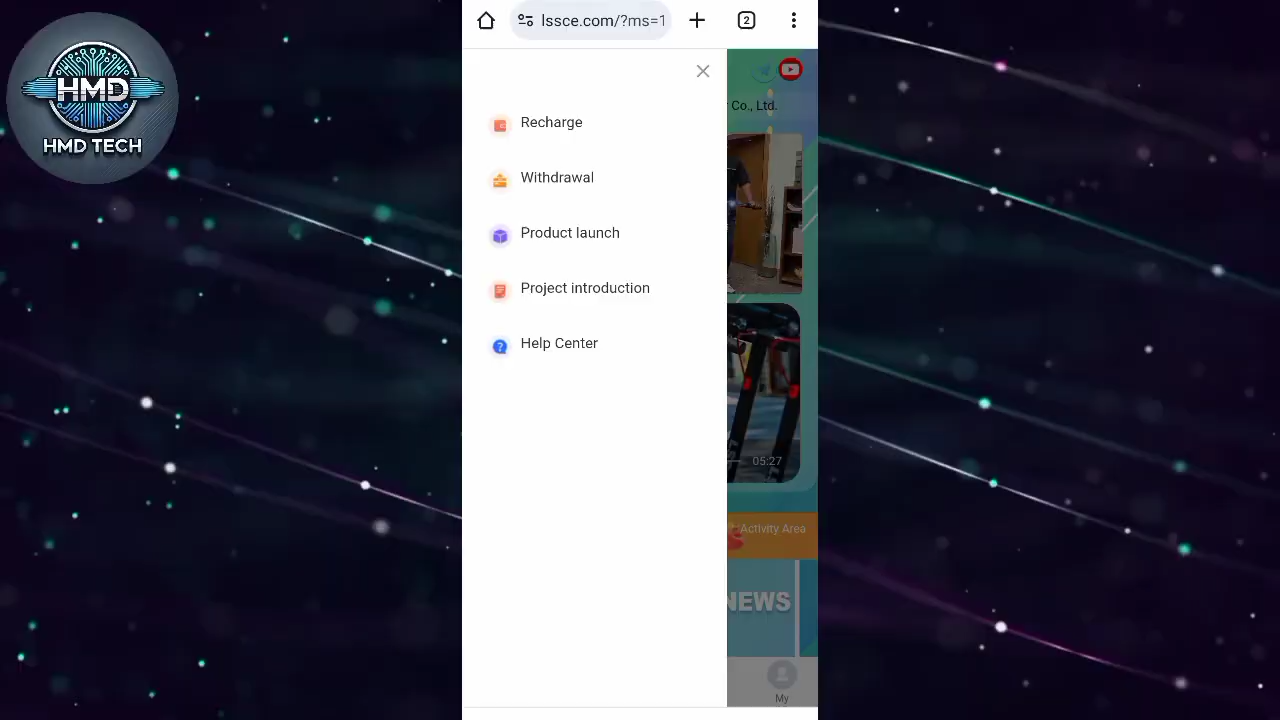 HMD
HMD TECH
lssce.com/?ms=1
2
Recharge
Withdrawal
Product launch
Project introduction
Help Center
Co., Ltd.
05:27
Activity Area
NEWS
My